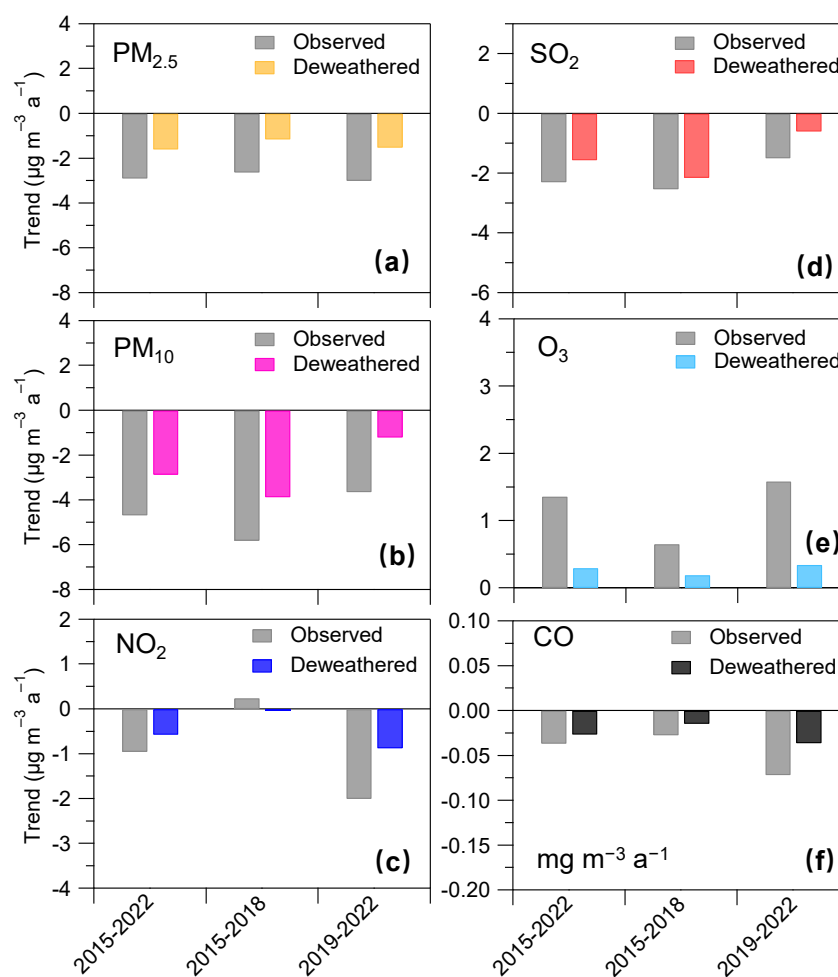 PM₂.₅
Observed
Deweathered
4
2
0
-2
-4
-6
-8
Trend (μg m⁻³ a⁻¹)
(a)
SO₂
Observed
Deweathered
2
0
-2
-4
-6
(d)
PM₁₀
Observed
Deweathered
4
2
0
-2
-4
-6
-8
Trend (μg m⁻³ a⁻¹)
(b)
O₃
Observed
Deweathered
4
3
2
1
0
(e)
NO₂
Observed
Deweathered
2
1
0
-1
-2
-3
-4
Trend (μg m⁻³ a⁻¹)
(c)
2015-2022
2015-2018
2019-2022
CO
Observed
Deweathered
0.10
0.05
0.00
-0.05
-0.10
-0.15
-0.20
mg m⁻³ a⁻¹
(f)
2015-2022
2015-2018
2019-2022